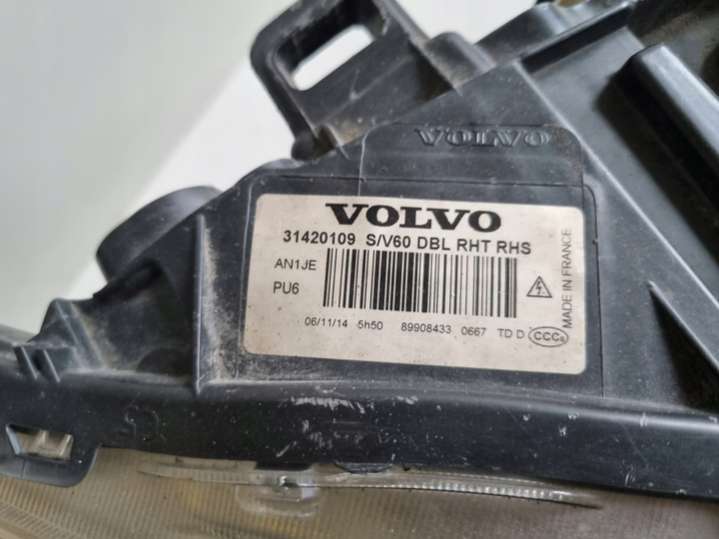 VOLVO
VOLVO
31420109 S/V60 DBL RHT RHS
AN1JE
PU6
06/11/14 5h50 89908433 0667 TD D CCCs
MADE IN FRANCE